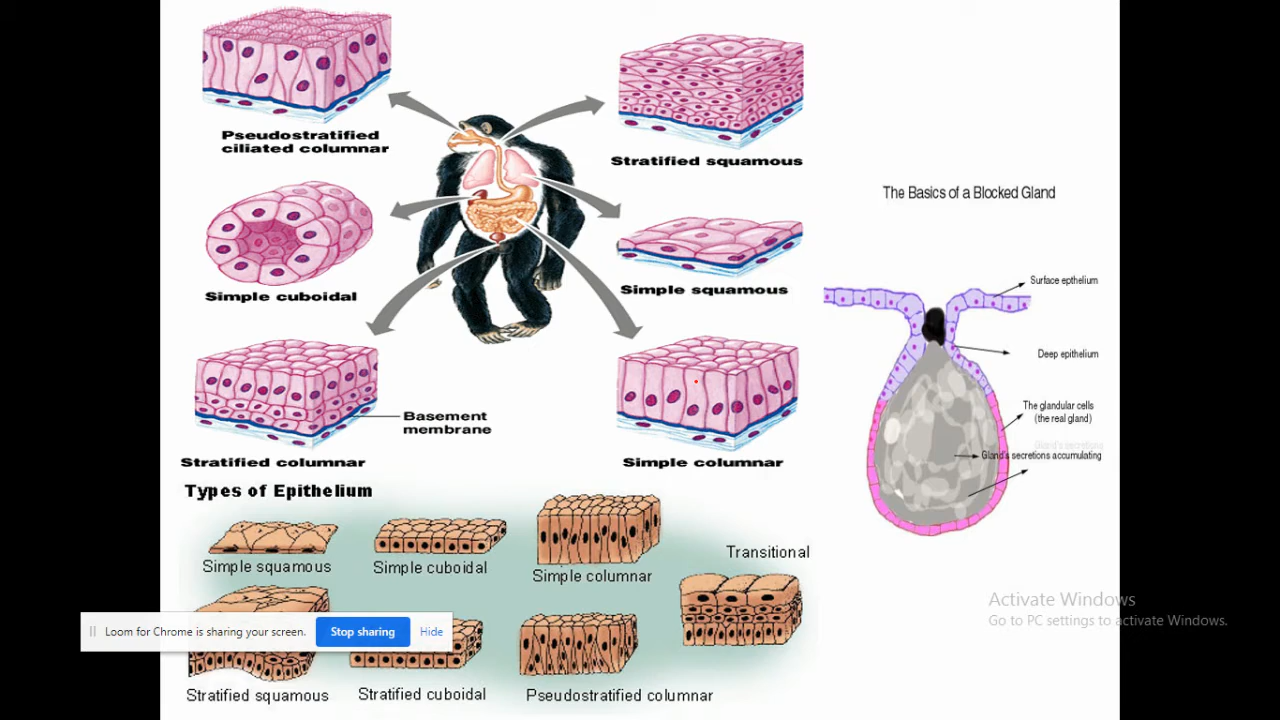 Pseudostratified
ciliated columnar
Stratified squamous
The Basics of a Blocked Gland
Simple cuboidal
Simple squamous
Surface epithelium
Deep epithelium
The glandular cells
(the real gland)
Gland's secretions
Gland's secretions accumulating
Basement
membrane
Stratified columnar
Simple columnar
Types of Epithelium
Simple squamous
Simple cuboidal
Simple columnar
Transitional
Stratified squamous
Stratified cuboidal
Pseudostratified columnar
Loom for Chrome is sharing your screen.
Stop sharing
Hide
Activate Windows
Go to PC settings to activate Windows.